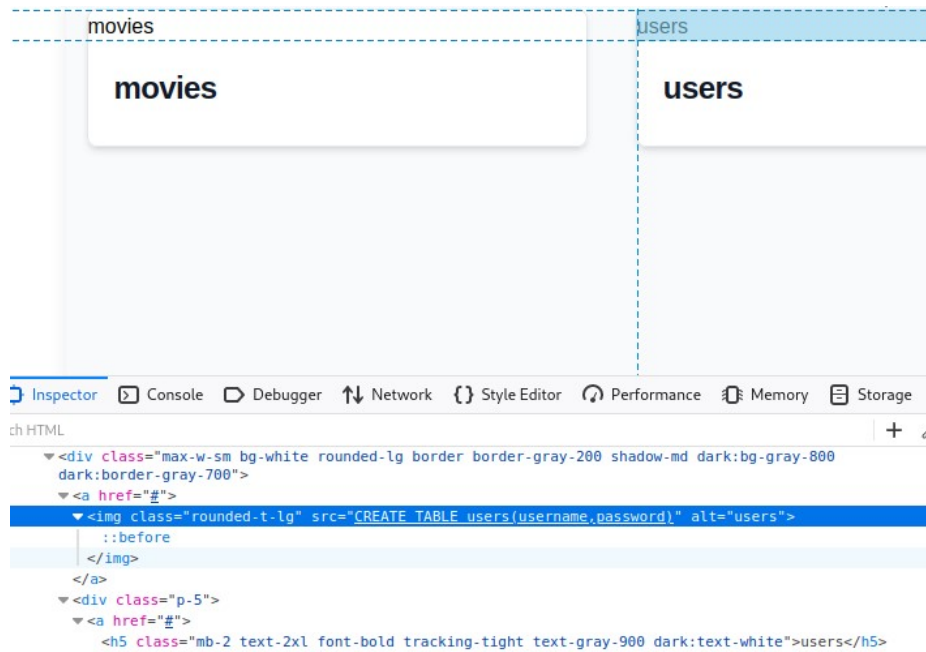 movies users
movies users
Inspector Console Debugger Network Style Editor Performance Memory Storage
ch HTML
<div class="max-w-sm bg-white rounded-lg border border-gray-200 shadow-md dark:bg-gray-800
dark:border-gray-700">
<a href="#">
<img class="rounded-t-lg" src="CREATE TABLE users(username,password)" alt="users">
::before
</img>
</a>
<div class="p-5">
<a href="#">
<h5 class="mb-2 text-2xl font-bold tracking-tight text-gray-900 dark:text-white">users</h5>